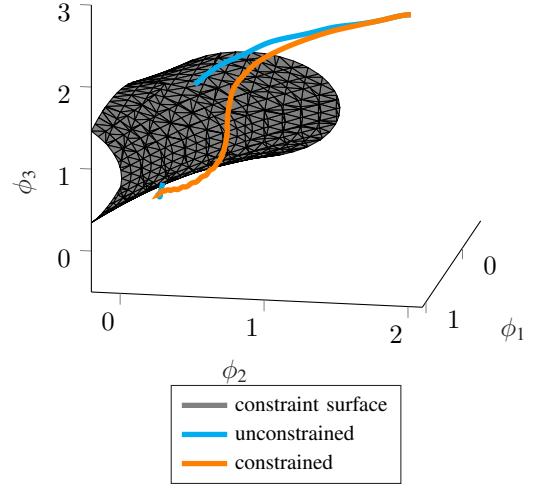 3
2
1
0
ϕ3
0
1
2
ϕ2
1
0
ϕ1
constraint surface
unconstrained
constrained